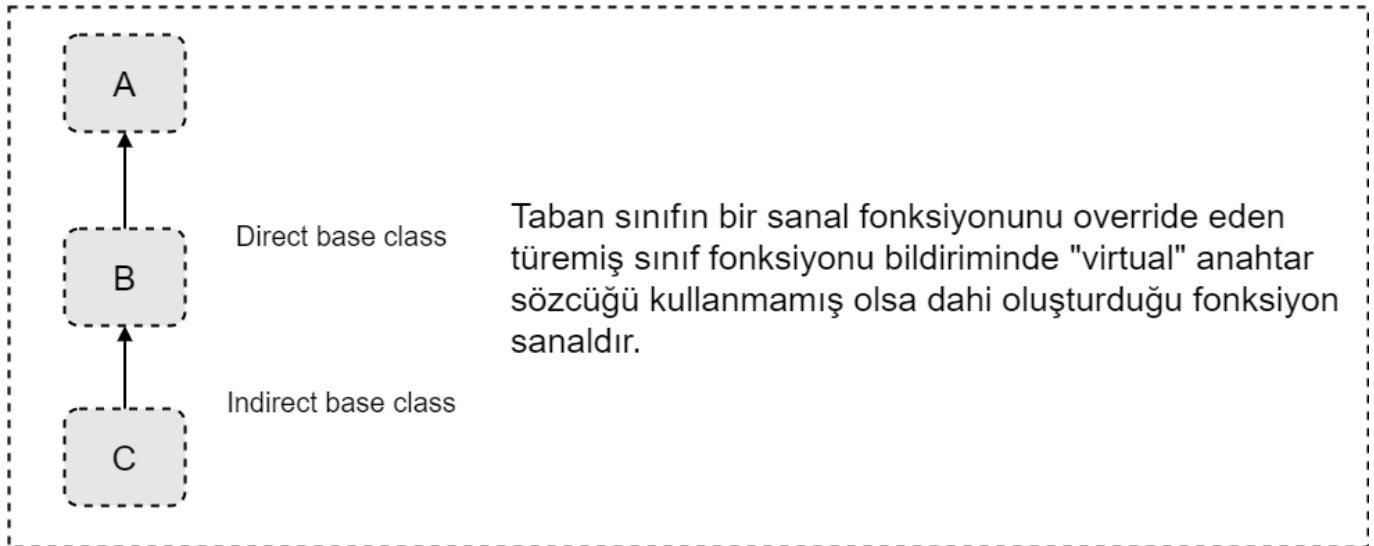 A
Direct base class
B
Indirect base class
C
Taban sınıfın bir sanal fonksiyonunu override eden
türemiş sınıf fonksiyonu bildiriminde "virtual" anahtar
sözcüğü kullanmamış olsa dahi oluşturduğu fonksiyon
sanaldır.